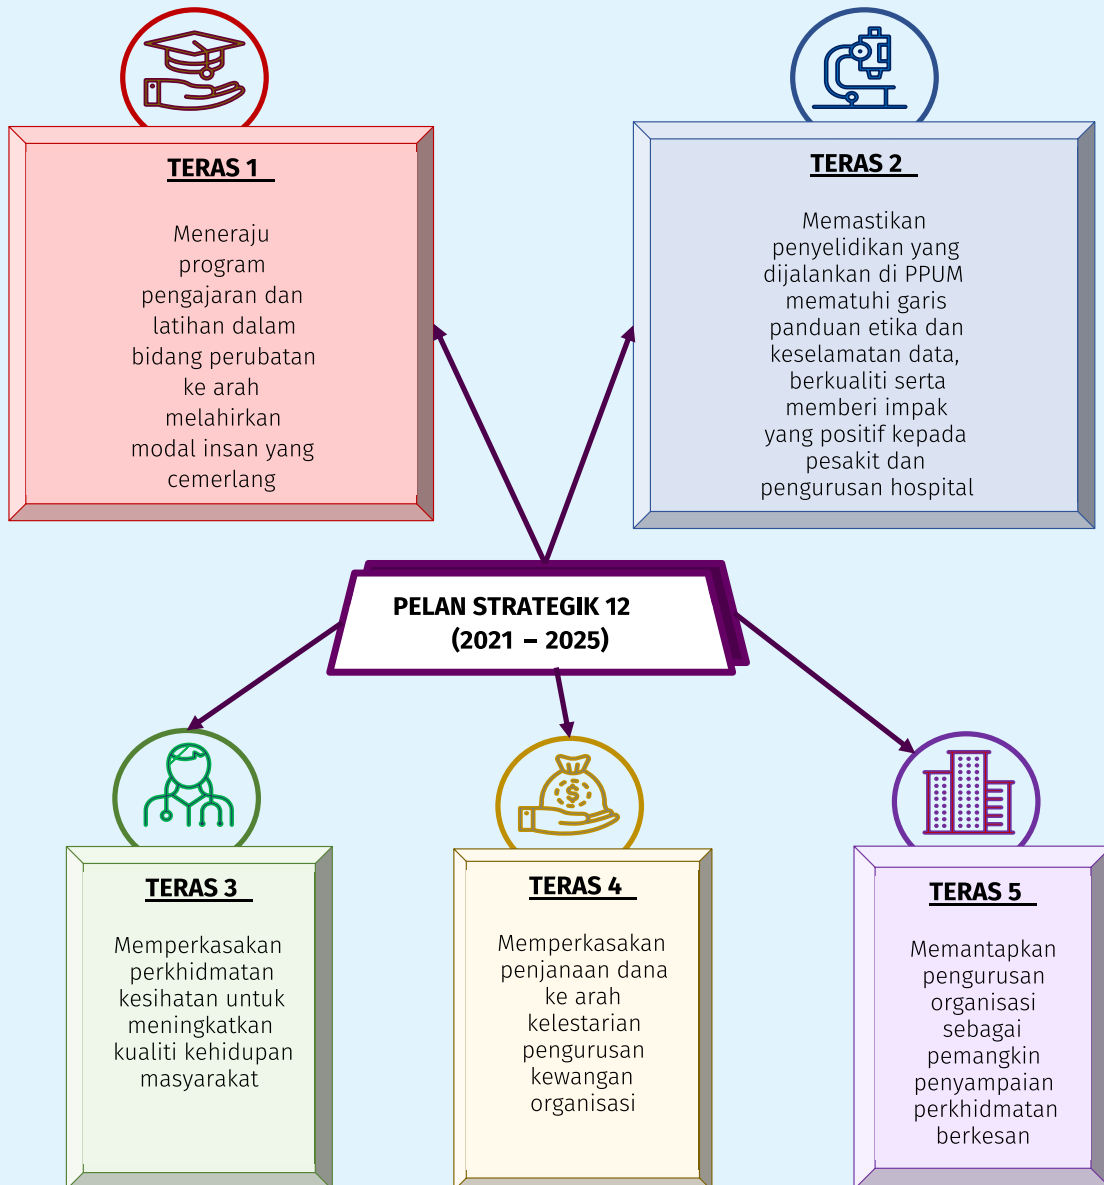 TERAS 1
Meneraju
program
pengajaran dan
latihan dalam
bidang perubatan
ke arah
melahirkan
modal insan yang
cemerlang
TERAS 2
Memastikan
penyelidikan yang
dijalankan di PPUM
mematuhi garis
panduan etika dan
keselamatan data,
berkualiti serta
memberi impak
yang positif kepada
pesakit dan
pengurusan hospital
PELAN STRATEGIK 12
(2021 – 2025)
TERAS 3
Memperkasakan
perkhidmatan
kesihatan untuk
meningkatkan
kualiti kehidupan
masyarakat
TERAS 4
Memperkasakan
penjanaan dana
ke arah
kelestarian
pengurusan
kewangan
organisasi
TERAS 5
Memantapkan
pengurusan
organisasi
sebagai
pemangkin
penyampaian
perkhidmatan
berkesan